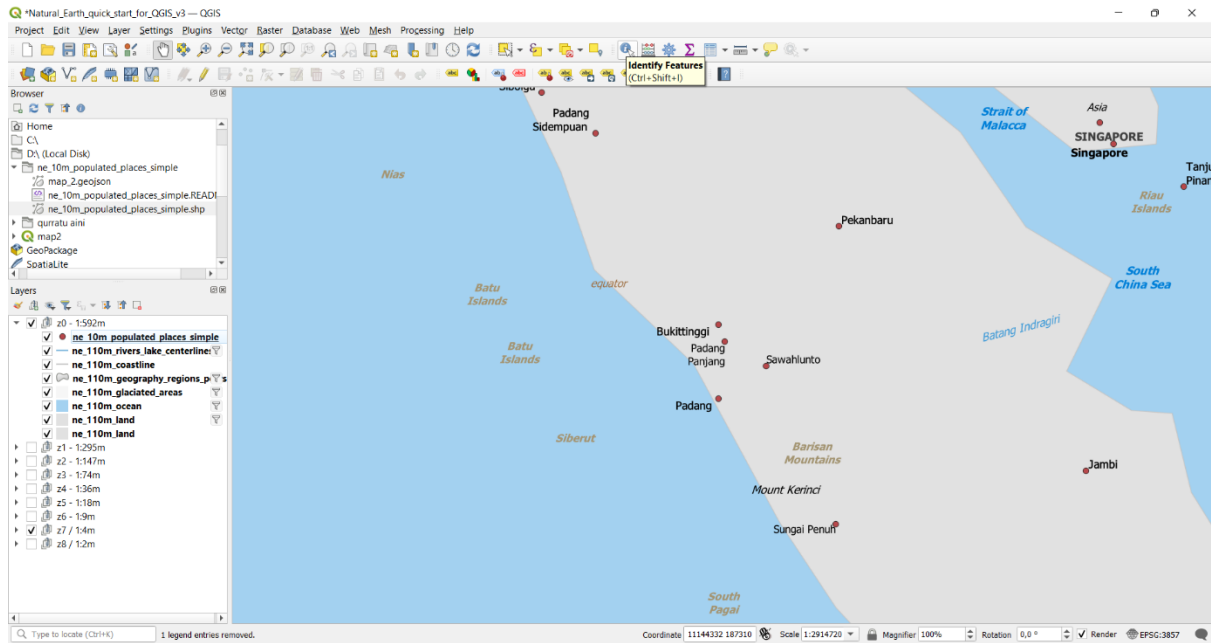 *Natural_Earth_quick_start_for_QGIS_v3 — QGIS
Project Edit View Layer Settings Plugins Vector Raster Database Web Mesh Processing Help
Identify Features
(Ctrl+Shift+I)
Browser
Home
C:\
D:\ (Local Disk)
ne_10m_populated_places_simple
map_2.geojson
ne_10m_populated_places_simple.READI
ne_10m_populated_places_simple.shp
qurratu aini
map2
GeoPackage
SpatiaLite
Layers
z0 - 1:592m
ne_10m_populated_places_simple
ne_110m_rivers_lake_centerline:
ne_110m_coastline
ne_110m_geography_regions_p
ne_110m_glaciated_areas
ne_110m_ocean
ne_110m_land
ne_110m_land
z1 - 1:295m
z2 - 1:147m
z3 - 1:74m
z4 - 1:36m
z5 - 1:18m
z6 - 1:9m
z7 / 1:4m
z8 / 1:2m
Padang
Sidempuan
Nias
Strait of
Malacca
Asia
SINGAPORE
Singapore
Tanju
Pinar
Riau
Islands
Pekanbaru
South
China Sea
Batu
Islands
equator
Batang Indragiri
Bukittinggi
Padang
Panjang
Batu
Islands
Sawahlunto
Padang
Siberut
Barisan
Mountains
Jambi
Mount Kerinci
Sungai Penuh
South
Pagai
Type to locate (Ctrl+K) 1 legend entries removed. Coordinate 11144332 187310 Scale 1:2914720 Magnifier 100% Rotation 0,0 ° Render EPSG:3857